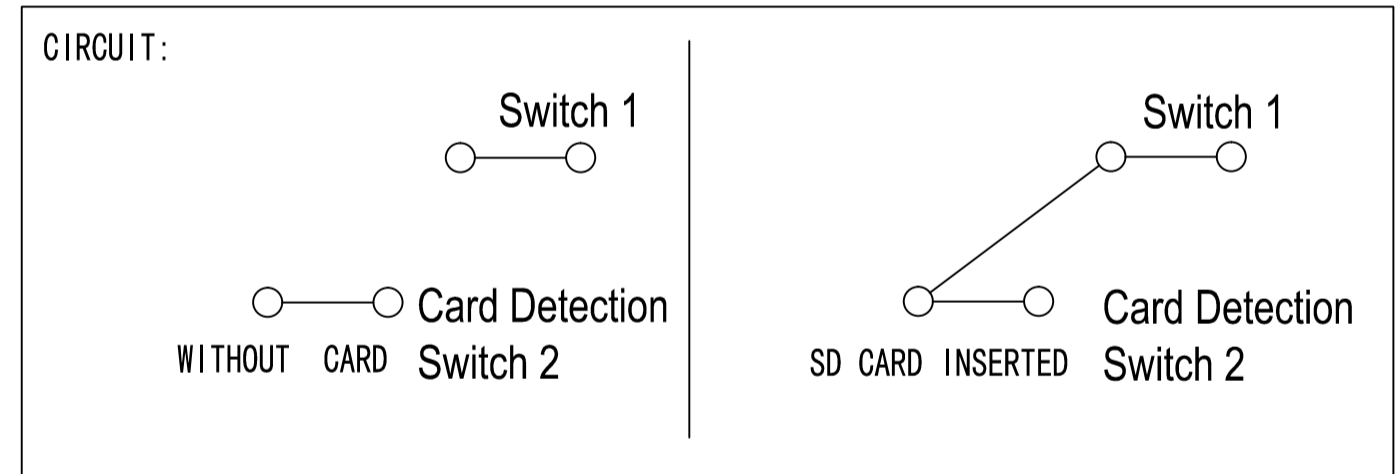 CIRCUIT:
Switch 1
Card Detection
WITHOUT CARD Switch 2
Switch 1
Card Detection
SD CARD INSERTED Switch 2